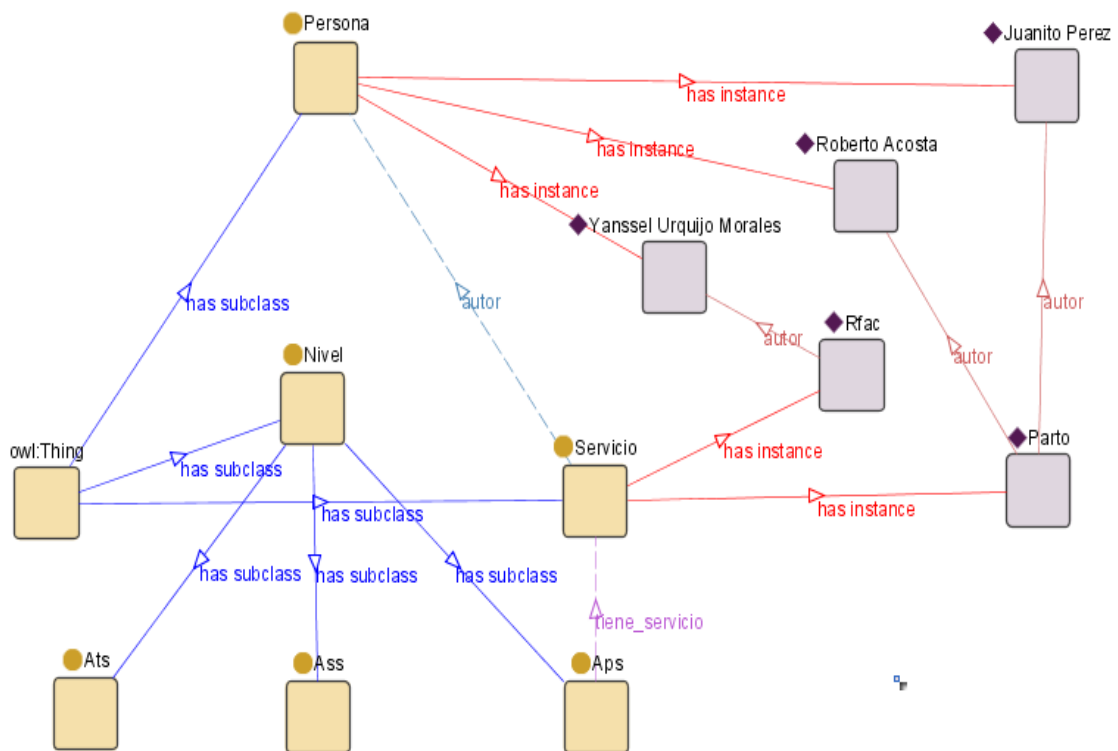 Persona
Juanito Perez
has instance
Roberto Acosta
has instance
has instance
Yanssel Urquijo Morales
has subclass
autor
autor
Rfac
autor
autor
Nivel
owl:Thing
Servicio
Parto
has subclass
has instance
has subclass
has instance
has subclass
has subclass
has subclass
tiene_servicio
Ats
Ass
Aps